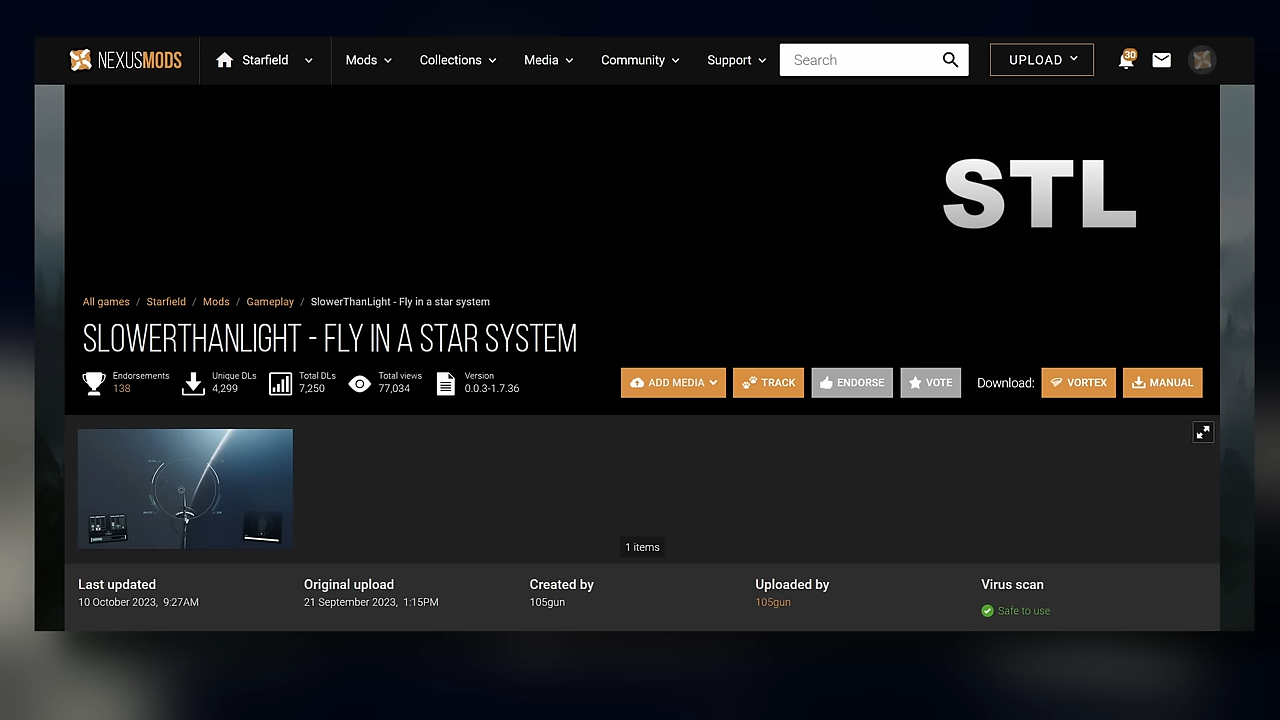 NEXUSMODS Starfield Mods Collections Media Community Support Search UPLOAD 30
STL
All games / Starfield / Mods / Gameplay / SlowerThanLight - Fly in a star system
SLOWERTHANLIGHT - FLY IN A STAR SYSTEM
Endorsements Unique DLs Total DLs Total views Version
138 4,299 7,250 77,034 0.0.3-1.7.36
ADD MEDIA TRACK ENDORSE VOTE Download: VORTEX MANUAL
1 items
Last updated Original upload Created by Uploaded by Virus scan
10 October 2023, 9:27AM 21 September 2023, 1:15PM 105gun 105gun Safe to use